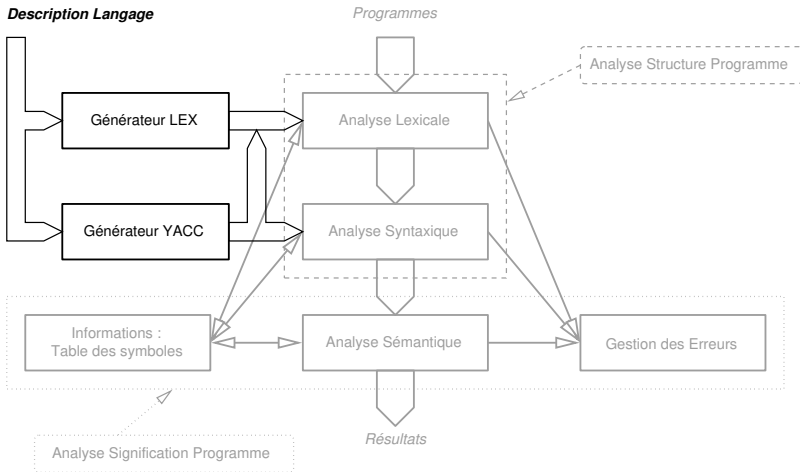 Description Langage
Programmes
Analyse Structure Programme
Générateur LEX
Analyse Lexicale
Générateur YACC
Analyse Syntaxique
Informations :
Table des symboles
Analyse Sémantique
Gestion des Erreurs
Résultats
Analyse Signification Programme